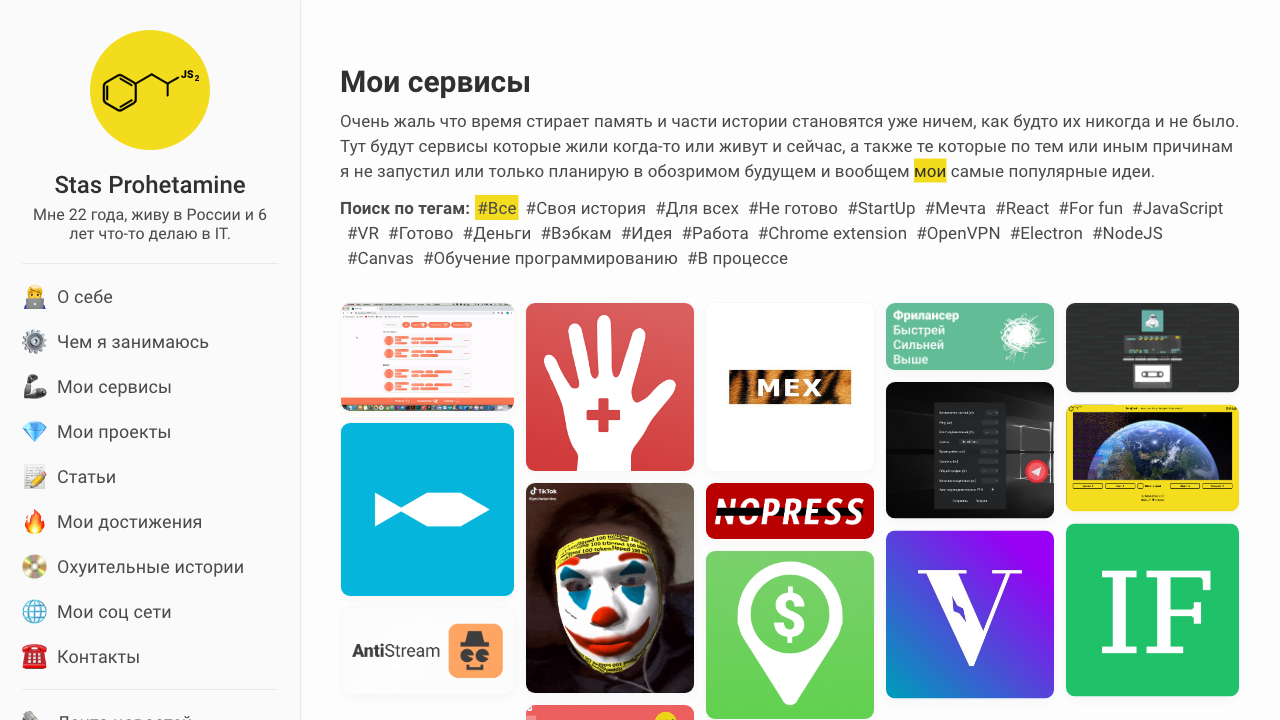 JS2
Stas Prohetamine
Мне 22 года, живу в России и 6
лет что-то делаю в IT.
О себе
Чем я занимаюсь
Мои сервисы
Мои проекты
Статьи
Мои достижения
Охуительные истории
Мои соц сети
Контакты
Мои сервисы
Очень жаль что время стирает память и части истории становятся уже ничем, как будто их никогда и не было.
Тут будут сервисы которые жили когда-то или живут и сейчас, а также те которые по тем или иным причинам
я не запустил или только планирую в обозримом будущем и вообщем мои самые популярные идеи.
Поиск по тегам: #Все #Своя история #Для всех #Не готово #StartUp #Мечта #React #For fun #JavaScript
#VR #Готово #Деньги #Вэбкам #Идея #Работа #Chrome extension #OpenVPN #Electron #NodeJS
#Canvas #Обучение программированию #В процессе
MEX
Фрилансер
Быстрей
Сильней
Выше
TikTok
NOPRESS
$
V
IF
AntiStream